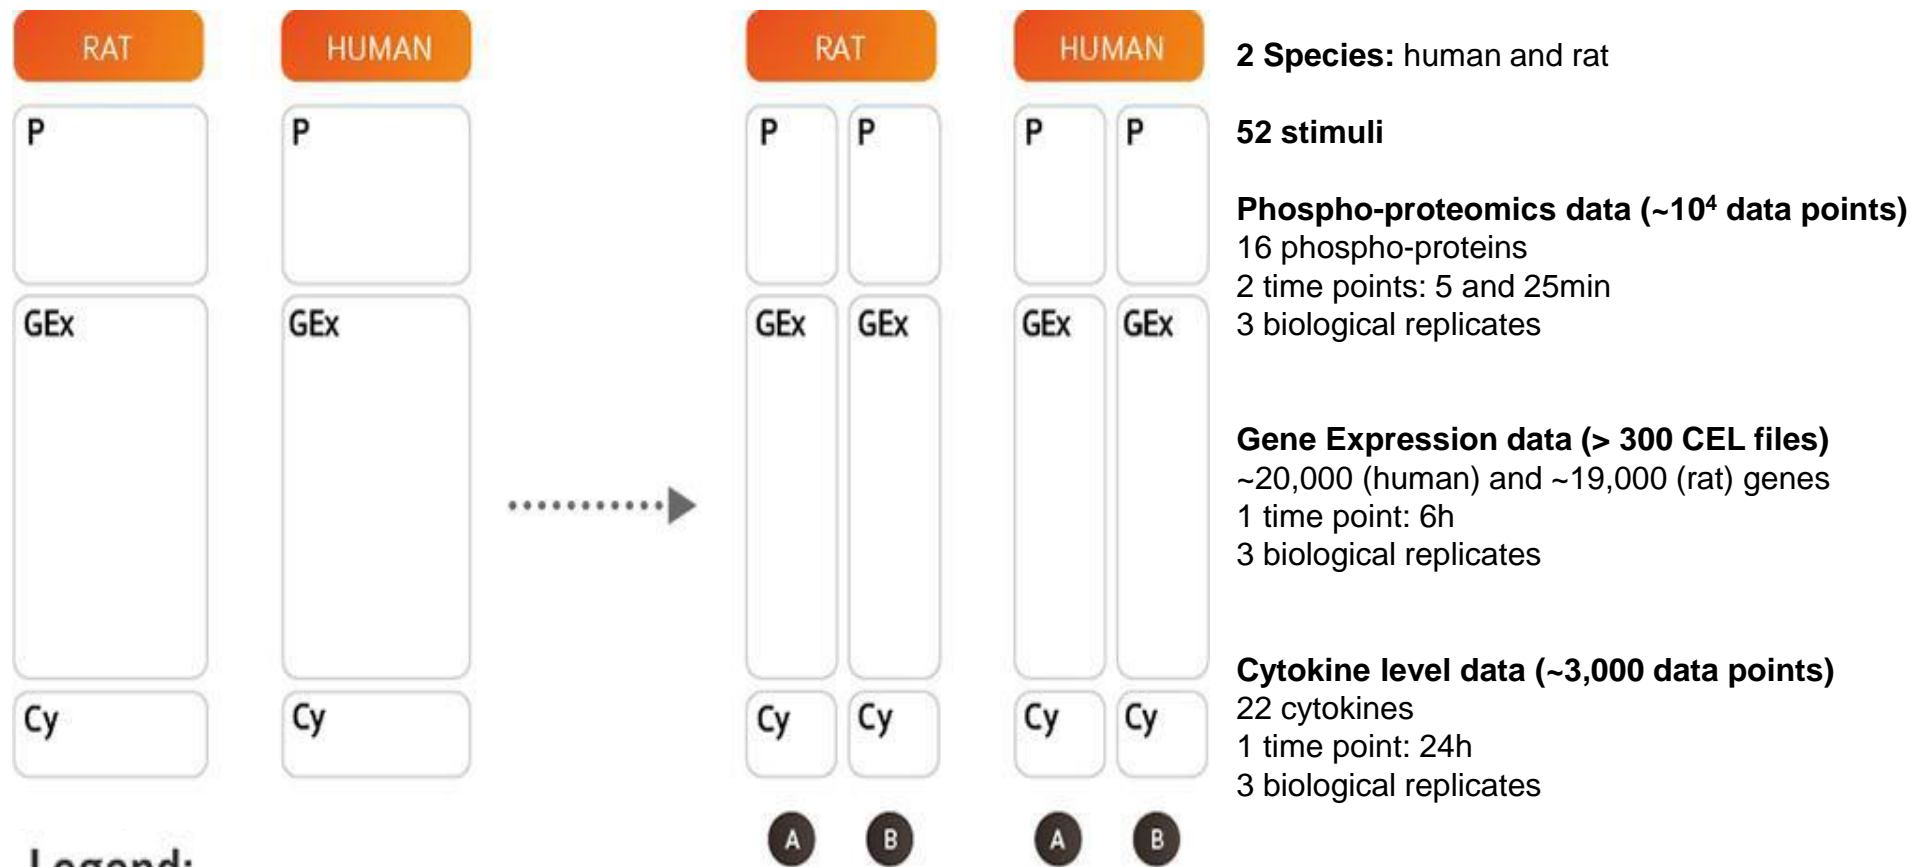 RAT
HUMAN
RAT
HUMAN
P
P
P
P
P
P
GEx
GEx
GEx
GEx
GEx
GEx
Cy
Cy
Cy
Cy
Cy
Cy
A
B
A
B
Legend:
2 Species: human and rat
52 stimuli
Phospho-proteomics data (~10⁴ data points)
16 phospho-proteins
2 time points: 5 and 25min
3 biological replicates
Gene Expression data (> 300 CEL files)
~20,000 (human) and ~19,000 (rat) genes
1 time point: 6h
3 biological replicates
Cytokine level data (~3,000 data points)
22 cytokines
1 time point: 24h
3 biological replicates